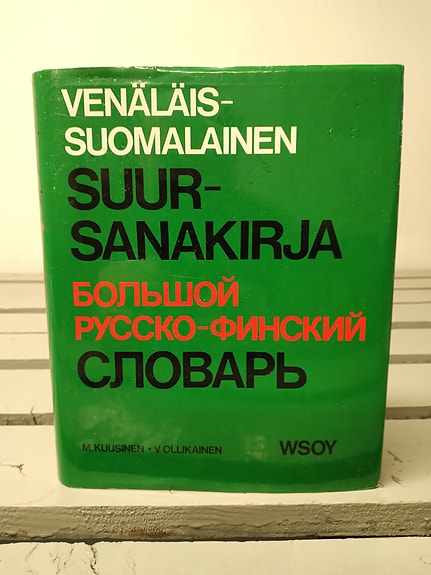 VENÄLÄIS-
SUOMALAINEN
SUUR-
SANAKIRJA
БОЛЬШОЙ
РУССКО-ФИНСКИЙ
СЛОВАРЬ
M. KUUSINEN • V. OLLIKAINEN WSOY